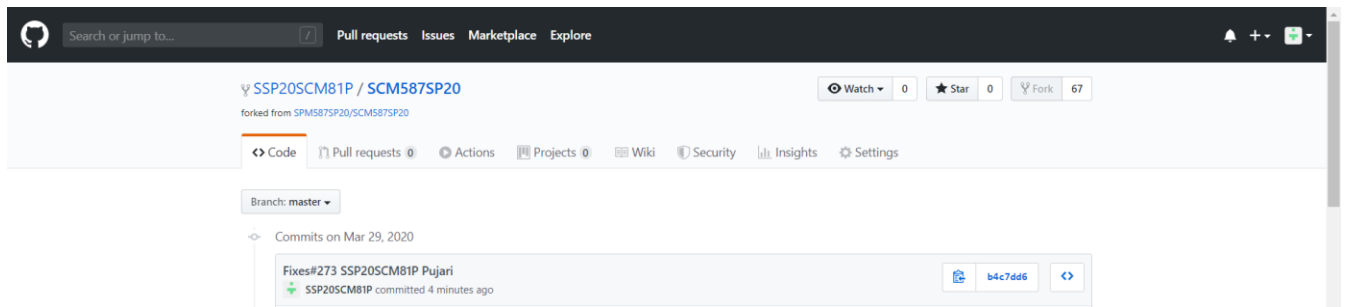 Search or jump to... / Pull requests Issues Marketplace Explore
SSP20SCM81P / SCM587SP20 Watch 0 Star 0 Fork 67
forked from SPM587SP20/SCM587SP20
Code Pull requests 0 Actions Projects 0 Wiki Security Insights Settings
Branch: master
Commits on Mar 29, 2020
Fixes#273 SSP20SCM81P Pujari
SSP20SCM81P committed 4 minutes ago b4c7dd6